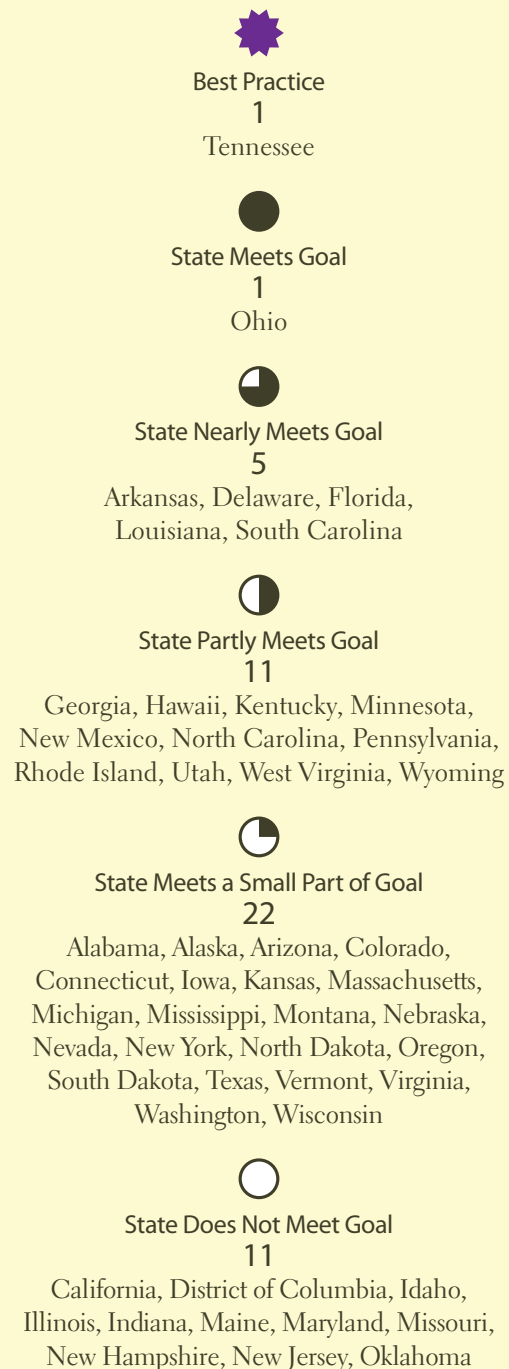 Best Practice
1
Tennessee
State Meets Goal
1
Ohio
State Nearly Meets Goal
5
Arkansas, Delaware, Florida,
Louisiana, South Carolina
State Partly Meets Goal
11
Georgia, Hawaii, Kentucky, Minnesota,
New Mexico, North Carolina, Pennsylvania,
Rhode Island, Utah, West Virginia, Wyoming
State Meets a Small Part of Goal
22
Alabama, Alaska, Arizona, Colorado,
Connecticut, Iowa, Kansas, Massachusetts,
Michigan, Mississippi, Montana, Nebraska,
Nevada, New York, North Dakota, Oregon,
South Dakota, Texas, Vermont, Virginia,
Washington, Wisconsin
State Does Not Meet Goal
11
California, District of Columbia, Idaho,
Illinois, Indiana, Maine, Maryland, Missouri,
New Hampshire, New Jersey, Oklahoma